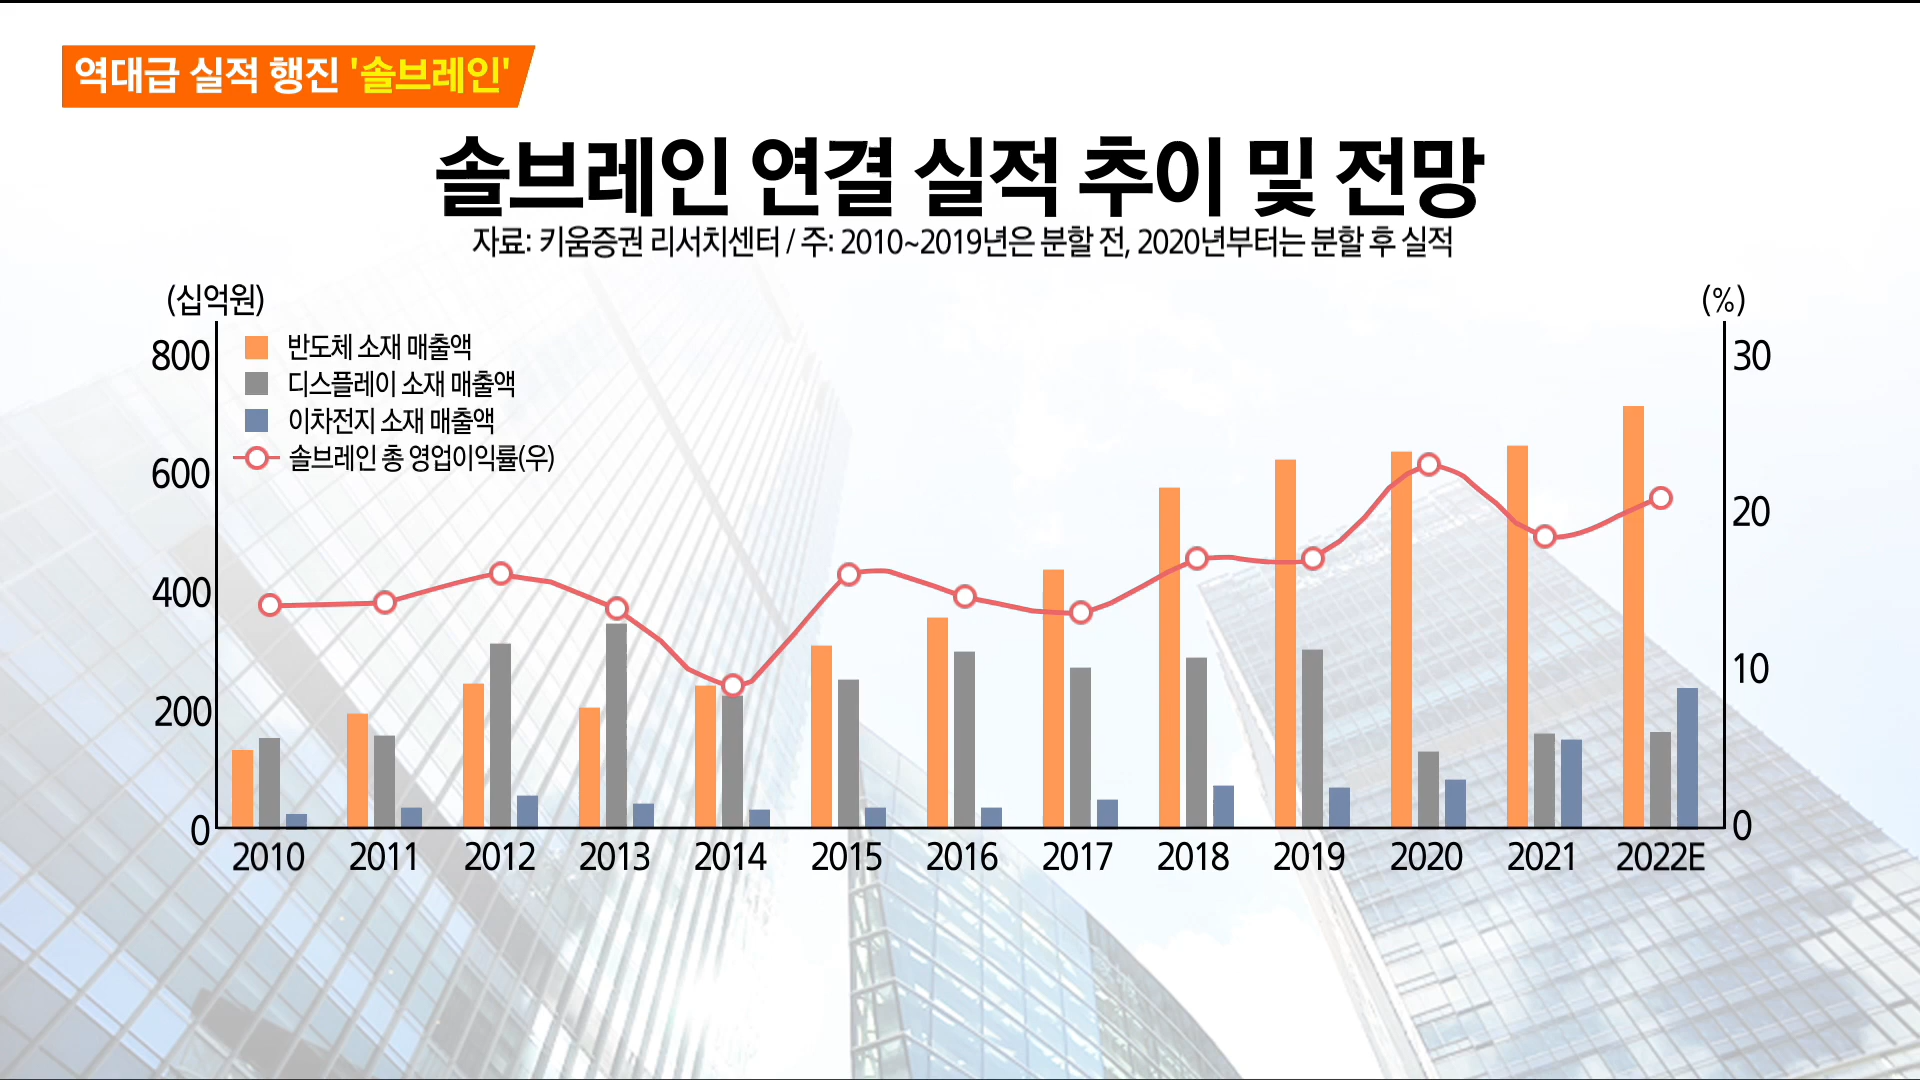 역대급 실적 행진 '솔브레인'
솔브레인 연결 실적 추이 및 전망
자료: 키움증권 리서치센터 / 주: 2010~2019년은 분할 전, 2020년부터는 분할 후 실적
(십억원)
(%)
반도체 소재 매출액
디스플레이 소재 매출액
이차전지 소재 매출액
솔브레인 총 영업이익률(우)
800
600
400
200
0
30
20
10
0
2010 2011 2012 2013 2014 2015 2016 2017 2018 2019 2020 2021 2022E